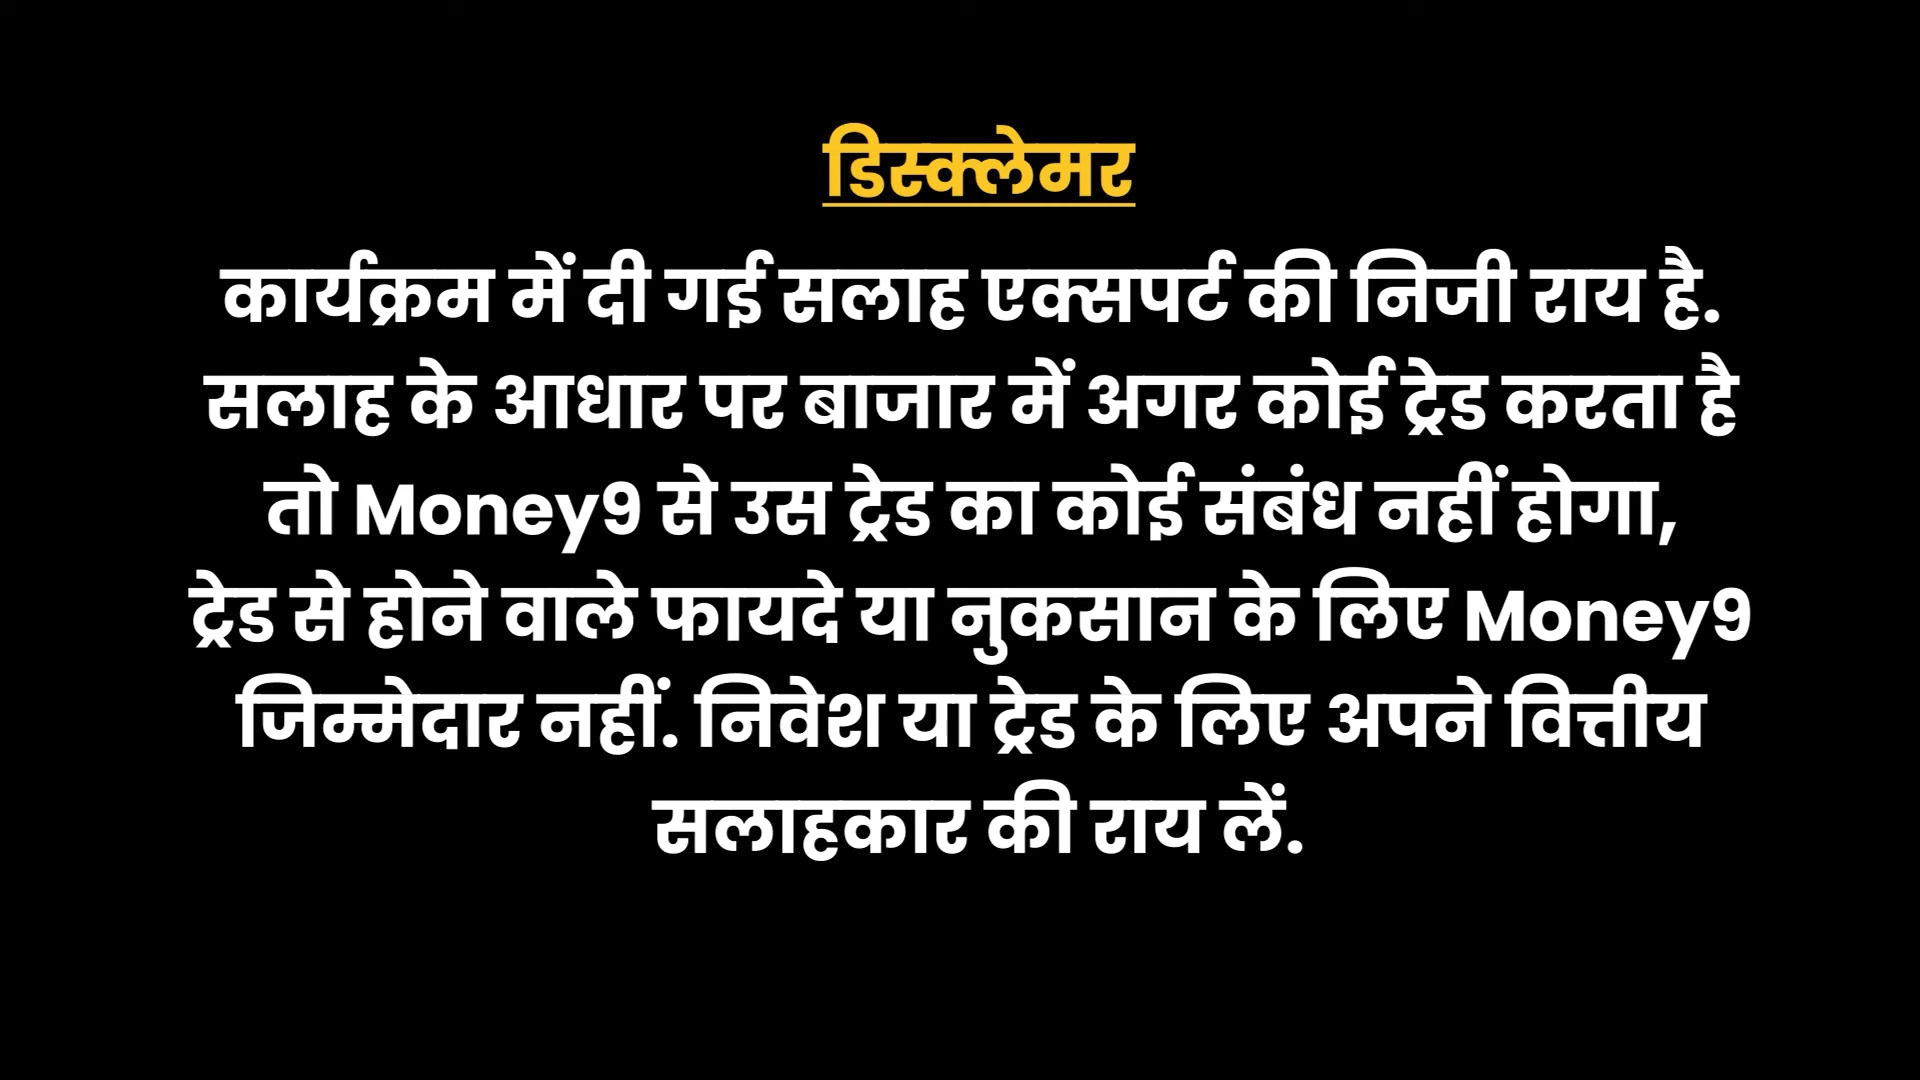 डिस्क्लेमर
कार्यक्रम में दी गई सलाह एक्सपर्ट की निजी राय है.
सलाह के आधार पर बाजार में अगर कोई ट्रेड करता है
तो Money9 से उस ट्रेड का कोई संबंध नहीं होगा,
ट्रेड से होने वाले फायदे या नुकसान के लिए Money9
जिम्मेदार नहीं. निवेश या ट्रेड के लिए अपने वित्तीय
सलाहकार की राय लें.